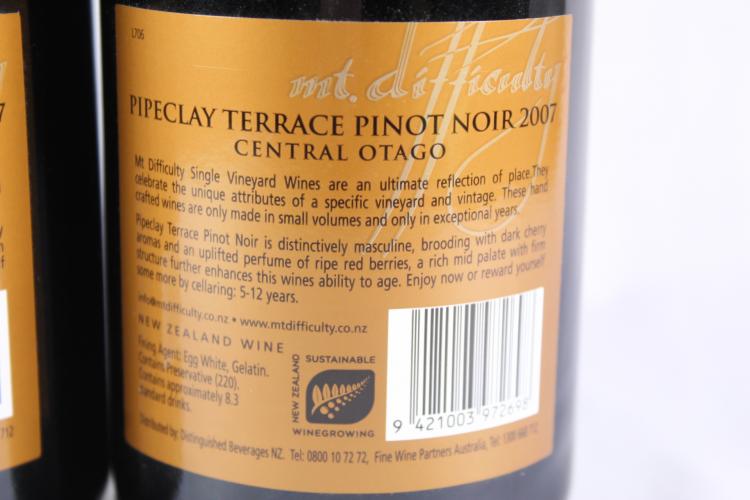 L706
mt. difficulty
PIPECLAY TERRACE PINOT NOIR 2007
CENTRAL OTAGO
Mt Difficulty Single Vineyard Wines are an ultimate reflection of place.They
celebrate the unique attributes of a specific vineyard and vintage. These hand
crafted wines are only made in small volumes and only in exceptional years.
Pipeclay Terrace Pinot Noir is distinctively masculine, brooding with dark cherry
aromas and an uplifted perfume of ripe red berries, a rich mid palate with firm
structure further enhances this wines ability to age. Enjoy now or reward yourself
some more by cellaring: 5-12 years.
info@mtdifficulty.co.nz • www.mtdifficulty.co.nz
NEW ZEALAND WINE
Fining Agent: Egg White, Gelatin.
Contains Preservative (220).
Contains approximately 8.3
standard drinks.
SUSTAINABLE
NEW ZEALAND
WINEGROWING
9 421003 972698
Distributed by: Distinguished Beverages NZ. Tel: 0800 10 72 72, Fine Wine Partners Australia, Tel: 1300 668 712
7
712